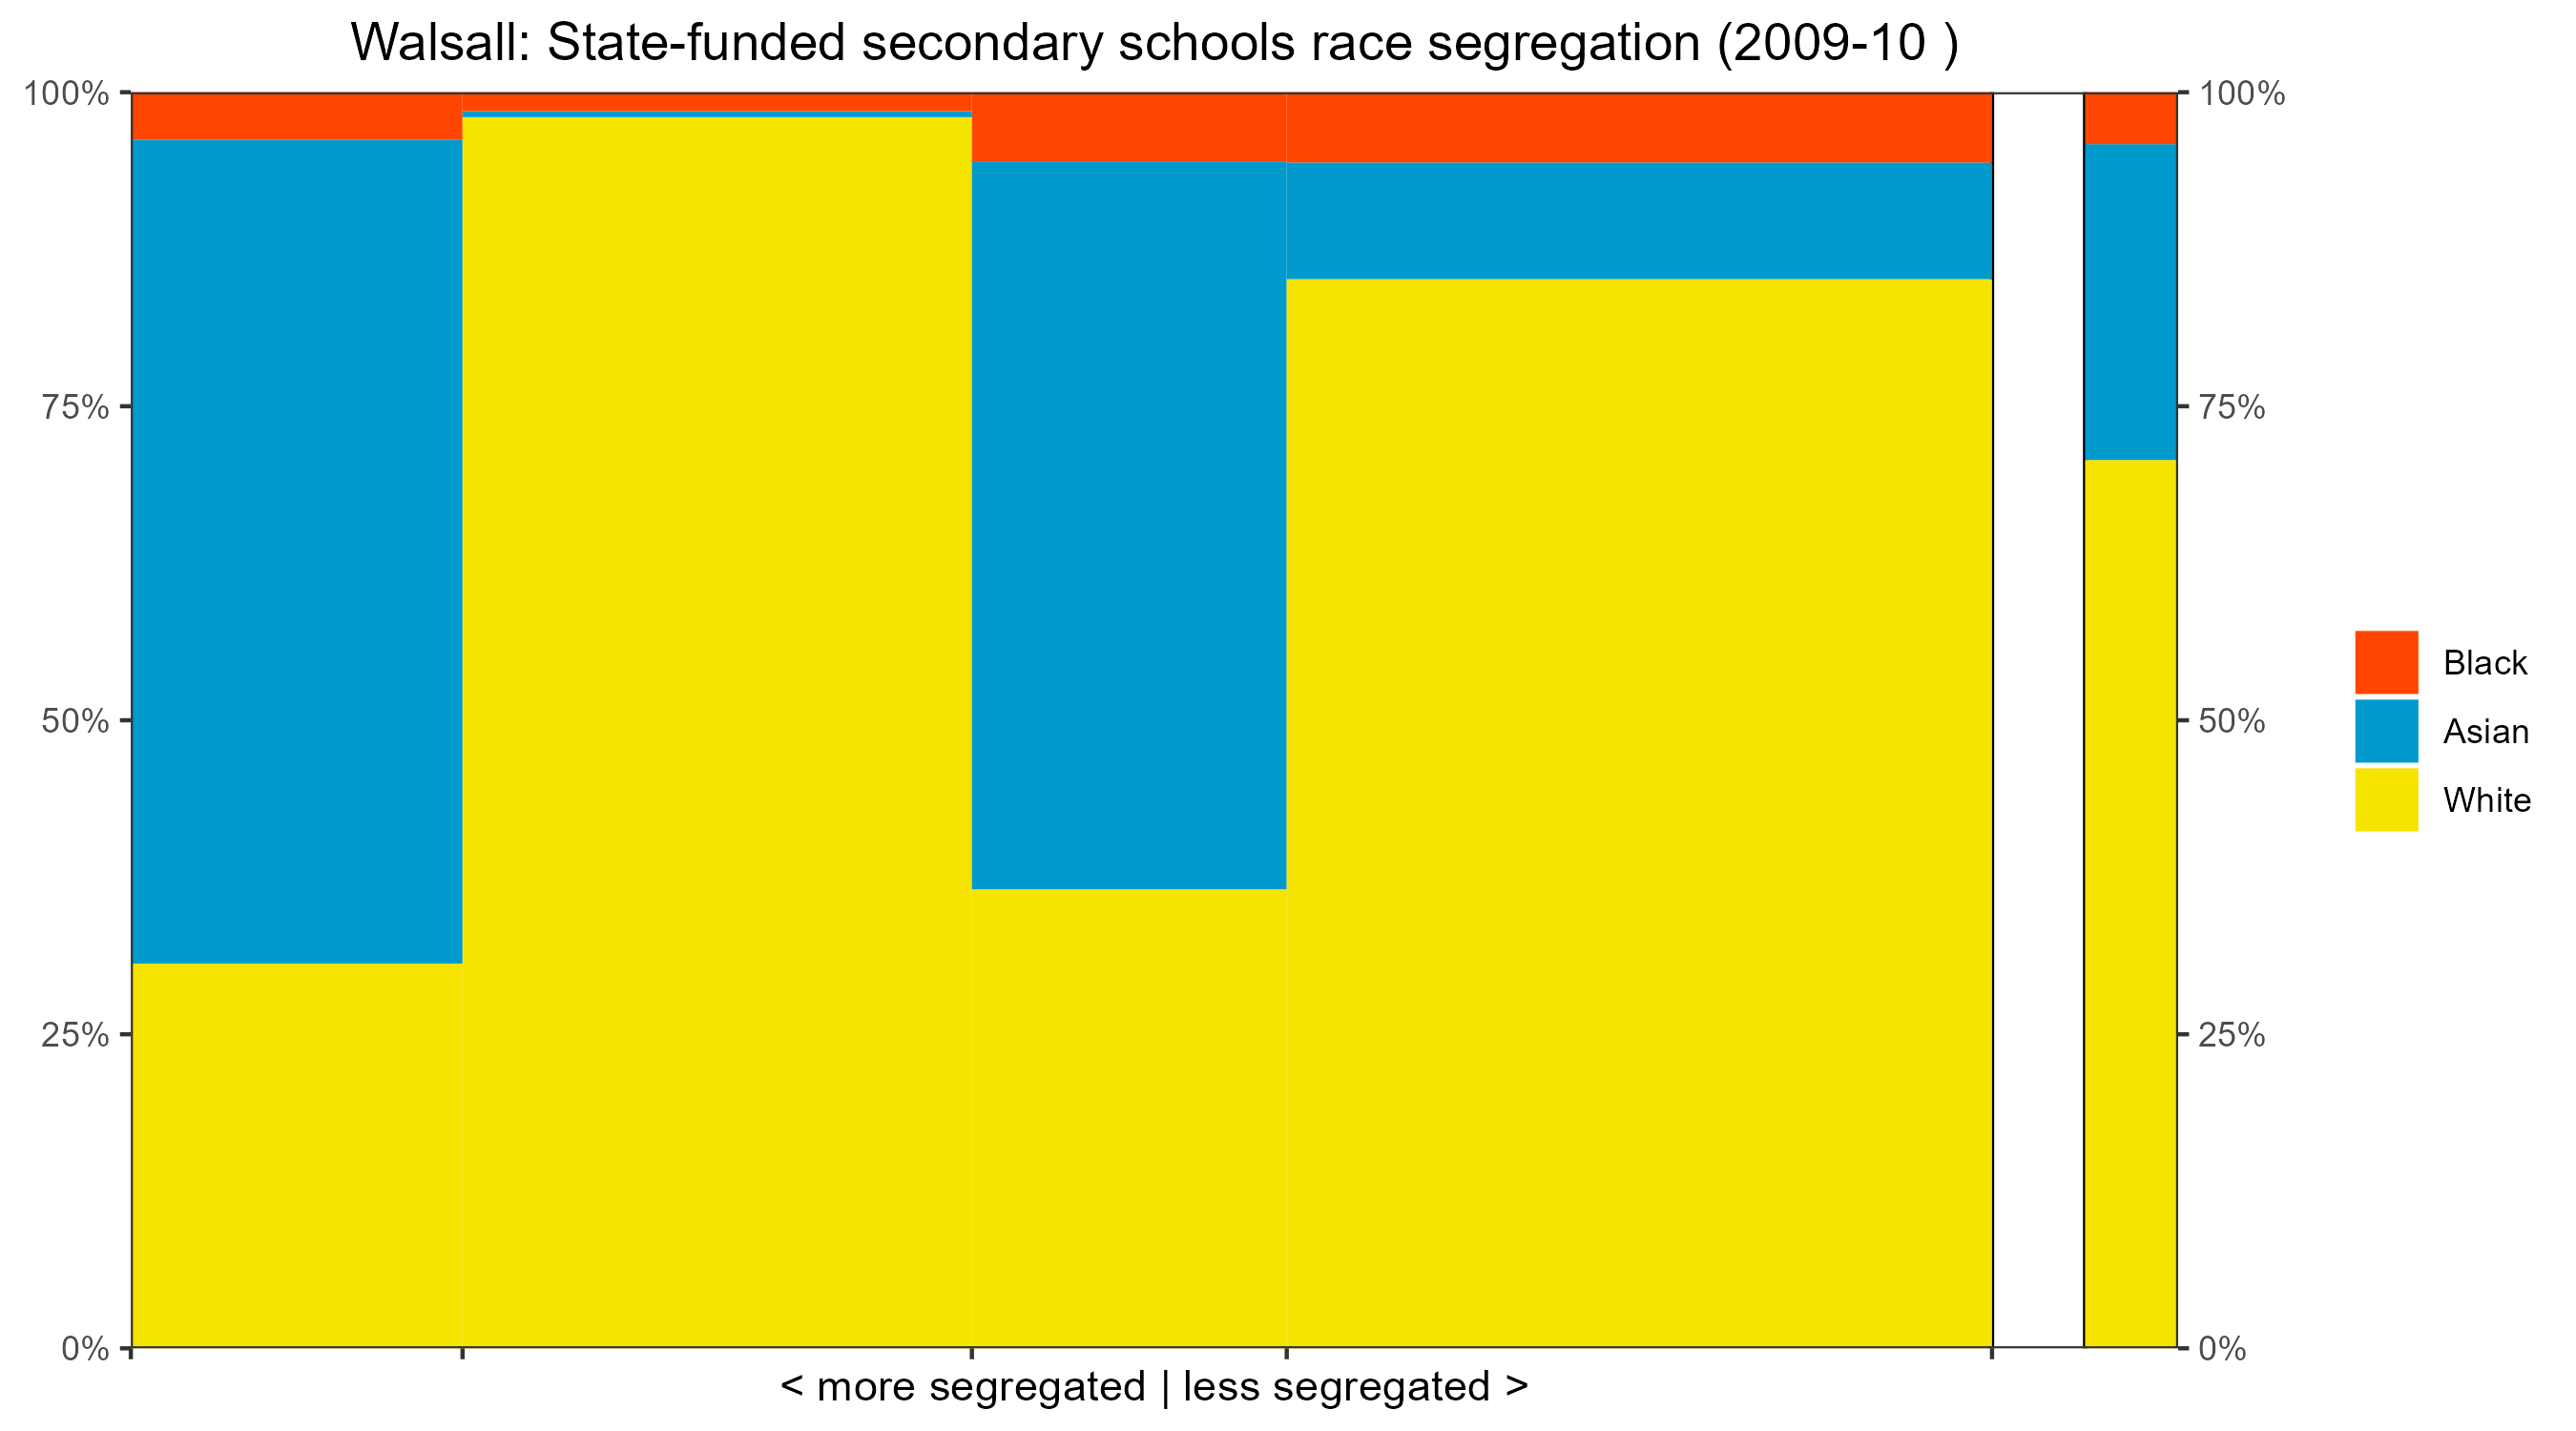 Walsall: State-funded secondary schools race segregation (2009-10 )
100%
75%
50%
25%
0%
100%
75%
50%
25%
0%
Black
Asian
White
< more segregated | less segregated >